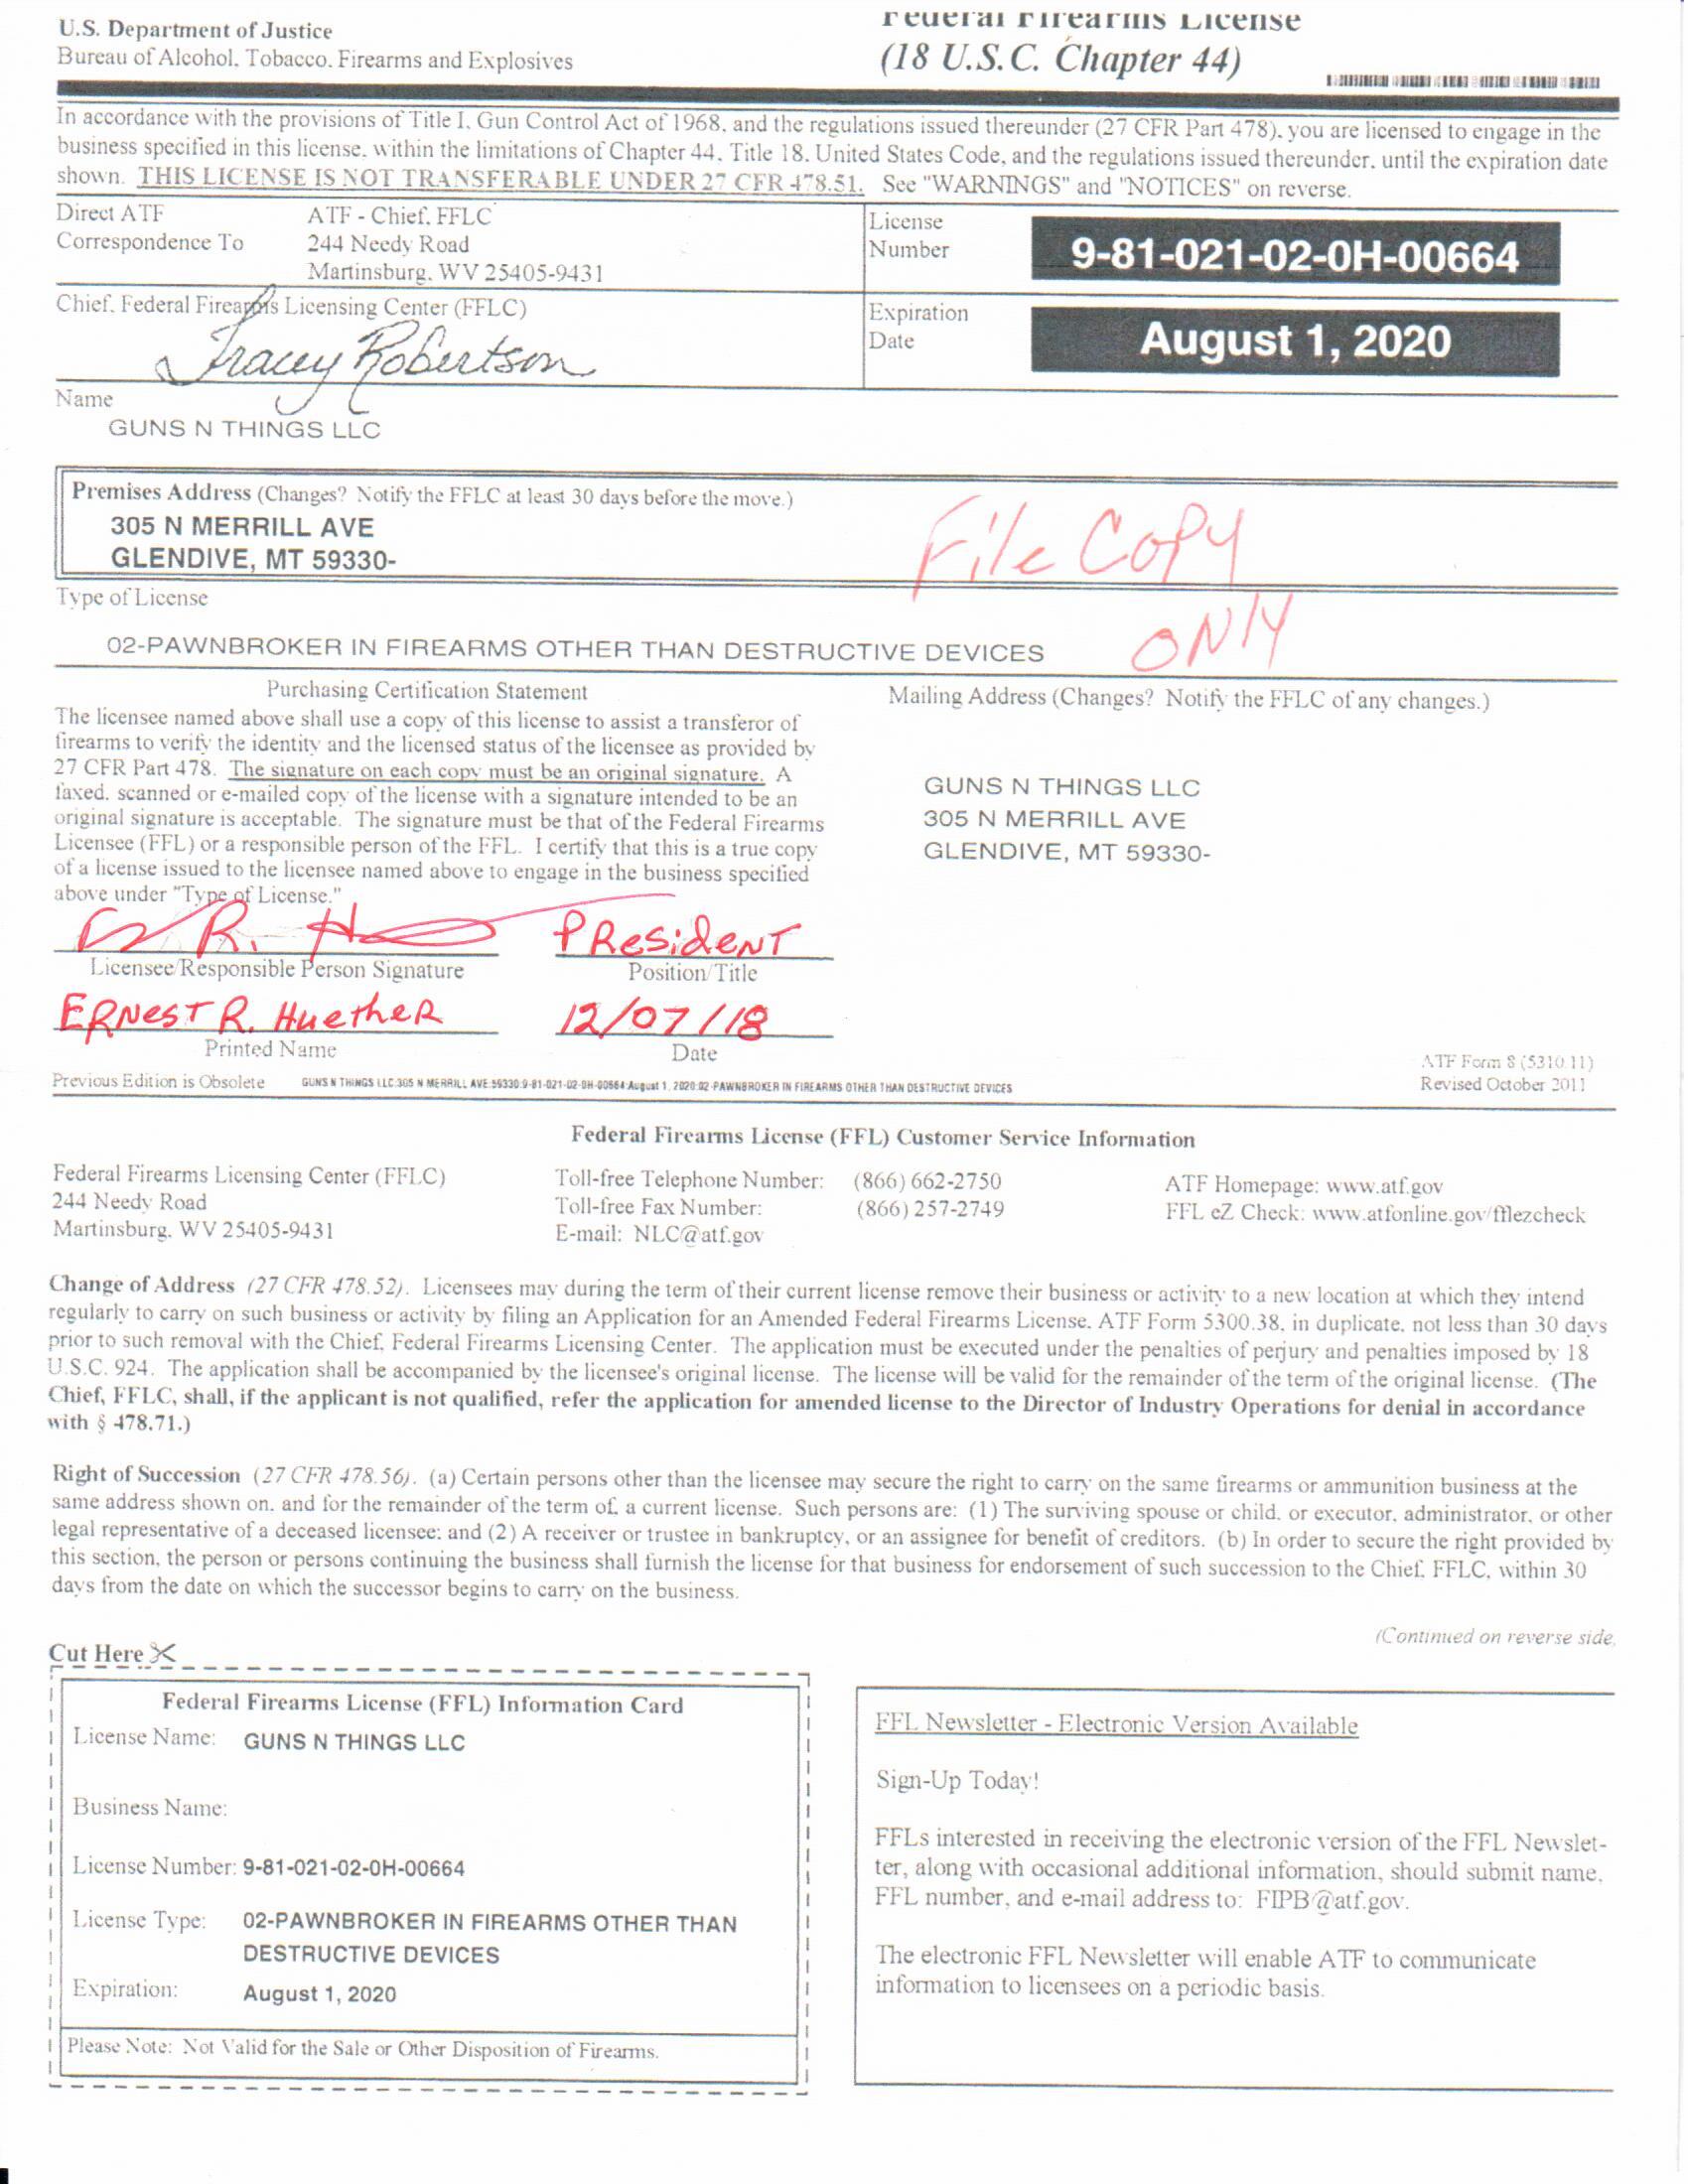 U.S. Department of Justice
Bureau of Alcohol, Tobacco, Firearms and Explosives
Federal Firearms License
(18 U.S.C. Chapter 44)
In accordance with the provisions of Title I, Gun Control Act of 1968, and the regulations issued thereunder (27 CFR Part 478), you are licensed to engage in the
business specified in this license, within the limitations of Chapter 44, Title 18, United States Code, and the regulations issued thereunder, until the expiration date
shown. THIS LICENSE IS NOT TRANSFERABLE UNDER 27 CFR 478.51. See "WARNINGS" and "NOTICES" on reverse.
Direct ATF
Correspondence To
ATF - Chief, FFLC
244 Needy Road
Martinsburg, WV 25405-9431
License
Number
9-81-021-02-0H-00664
Chief, Federal Firearms Licensing Center (FFLC)
Tracey Robertson
Expiration
Date
August 1, 2020
Name
GUNS N THINGS LLC
Premises Address (Changes? Notify the FFLC at least 30 days before the move.)
305 N MERRILL AVE
GLENDIVE, MT 59330-
File Copy
ONLY
Type of License
02-PAWNBROKER IN FIREARMS OTHER THAN DESTRUCTIVE DEVICES
Purchasing Certification Statement
The licensee named above shall use a copy of this license to assist a transferor of
firearms to verify the identity and the licensed status of the licensee as provided by
27 CFR Part 478. The signature on each copy must be an original signature. A
faxed, scanned or e-mailed copy of the license with a signature intended to be an
original signature is acceptable. The signature must be that of the Federal Firearms
Licensee (FFL) or a responsible person of the FFL. I certify that this is a true copy
of a license issued to the licensee named above to engage in the business specified
above under "Type of License."
Mailing Address (Changes? Notify the FFLC of any changes.)
GUNS N THINGS LLC
305 N MERRILL AVE
GLENDIVE, MT 59330-
PResideNT
Licensee/Responsible Person Signature
Position/Title
ERNesT R. HuetheR
12/07/18
Printed Name
Date
Previous Edition is Obsolete
GUNS N THINGS LLC:305 N MERRILL AVE:59330:9-81-021-02-0H-00664:August 1, 2020:02-PAWNBROKER IN FIREARMS OTHER THAN DESTRUCTIVE DEVICES
ATF Form 8 (5310.11)
Revised October 2011
Federal Firearms License (FFL) Customer Service Information
Federal Firearms Licensing Center (FFLC)
244 Needy Road
Martinsburg, WV 25405-9431
Toll-free Telephone Number: (866) 662-2750
Toll-free Fax Number: (866) 257-2749
E-mail: NLC@atf.gov
ATF Homepage: www.atf.gov
FFL eZ Check: www.atfonline.gov/fflezcheck
Change of Address (27 CFR 478.52). Licensees may during the term of their current license remove their business or activity to a new location at which they intend
regularly to carry on such business or activity by filing an Application for an Amended Federal Firearms License, ATF Form 5300.38, in duplicate, not less than 30 days
prior to such removal with the Chief, Federal Firearms Licensing Center. The application must be executed under the penalties of perjury and penalties imposed by 18
U.S.C. 924. The application shall be accompanied by the licensee's original license. The license will be valid for the remainder of the term of the original license. (The
Chief, FFLC, shall, if the applicant is not qualified, refer the application for amended license to the Director of Industry Operations for denial in accordance
with § 478.71.)
Right of Succession (27 CFR 478.56). (a) Certain persons other than the licensee may secure the right to carry on the same firearms or ammunition business at the
same address shown on, and for the remainder of the term of, a current license. Such persons are: (1) The surviving spouse or child, or executor, administrator, or other
legal representative of a deceased licensee; and (2) A receiver or trustee in bankruptcy, or an assignee for benefit of creditors. (b) In order to secure the right provided by
this section, the person or persons continuing the business shall furnish the license for that business for endorsement of such succession to the Chief, FFLC, within 30
days from the date on which the successor begins to carry on the business.
(Continued on reverse side
Cut Here
Federal Firearms License (FFL) Information Card
License Name: GUNS N THINGS LLC
Business Name:
License Number: 9-81-021-02-0H-00664
License Type: 02-PAWNBROKER IN FIREARMS OTHER THAN
DESTRUCTIVE DEVICES
Expiration: August 1, 2020
Please Note: Not Valid for the Sale or Other Disposition of Firearms.
FFL Newsletter - Electronic Version Available
Sign-Up Today!
FFLs interested in receiving the electronic version of the FFL Newslet-
ter, along with occasional additional information, should submit name,
FFL number, and e-mail address to: FIPB@atf.gov.
The electronic FFL Newsletter will enable ATF to communicate
information to licensees on a periodic basis.